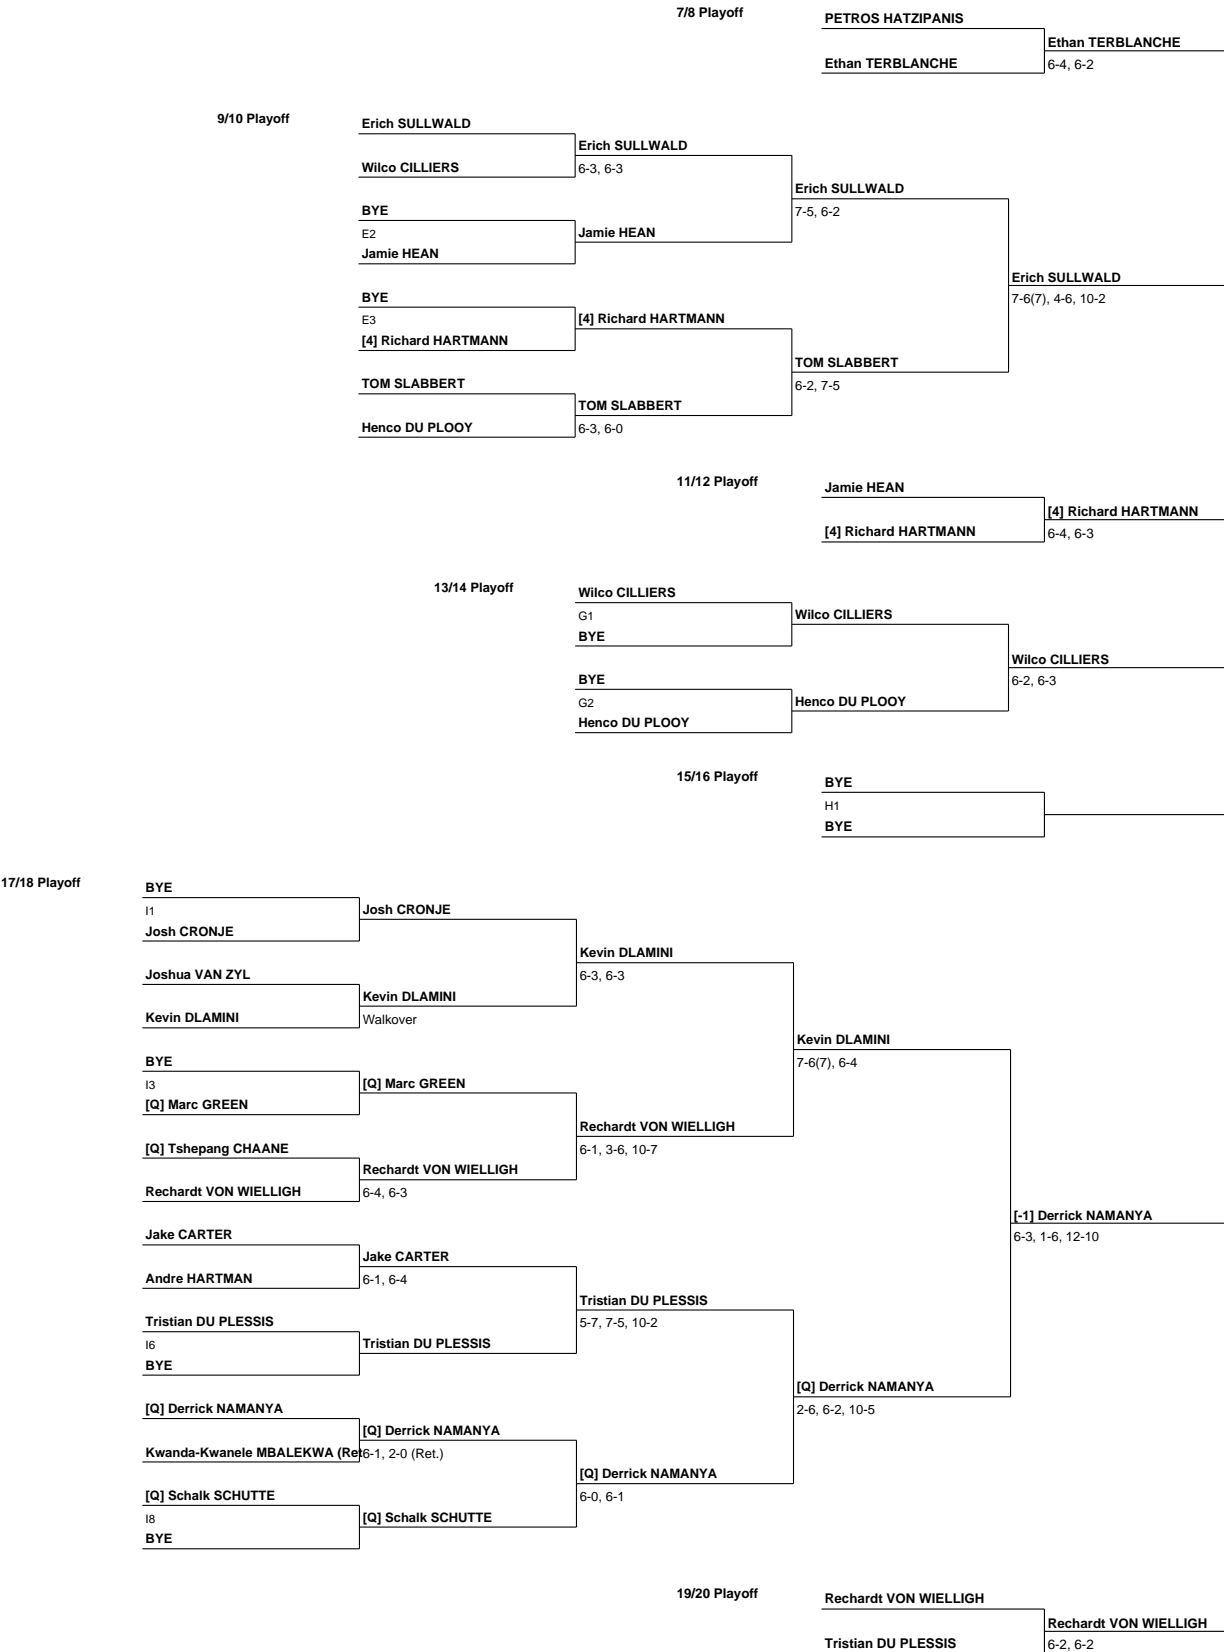 7/8 Playoff
PETROS HATZIPANIS
Ethan TERBLANCHE
Ethan TERBLANCHE
6-4, 6-2
9/10 Playoff
Erich SULLWALD
Erich SULLWALD
Wilco CILLIERS
6-3, 6-3
Erich SULLWALD
BYE
7-5, 6-2
E2
Jamie HEAN
Jamie HEAN
Erich SULLWALD
BYE
7-6(7), 4-6, 10-2
E3
[4] Richard HARTMANN
[4] Richard HARTMANN
TOM SLABBERT
TOM SLABBERT
6-2, 7-5
TOM SLABBERT
Henco DU PLOOY
6-3, 6-0
11/12 Playoff
Jamie HEAN
[4] Richard HARTMANN
[4] Richard HARTMANN
6-4, 6-3
13/14 Playoff
Wilco CILLIERS
G1
Wilco CILLIERS
BYE
Wilco CILLIERS
BYE
6-2, 6-3
G2
Henco DU PLOOY
Henco DU PLOOY
15/16 Playoff
BYE
H1
BYE
17/18 Playoff
BYE
I1
Josh CRONJE
Josh CRONJE
Kevin DLAMINI
Joshua VAN ZYL
6-3, 6-3
Kevin DLAMINI
Kevin DLAMINI
Walkover
Kevin DLAMINI
BYE
7-6(7), 6-4
I3
[Q] Marc GREEN
[Q] Marc GREEN
Rechardt VON WIELLIGH
[Q] Tshepang CHAANE
6-1, 3-6, 10-7
Rechardt VON WIELLIGH
Rechardt VON WIELLIGH
6-4, 6-3
[-1] Derrick NAMANYA
Jake CARTER
6-3, 1-6, 12-10
Jake CARTER
Andre HARTMAN
6-1, 6-4
Tristian DU PLESSIS
Tristian DU PLESSIS
5-7, 7-5, 10-2
I6
Tristian DU PLESSIS
BYE
[Q] Derrick NAMANYA
[Q] Derrick NAMANYA
2-6, 6-2, 10-5
[Q] Derrick NAMANYA
Kwanda-Kwanele MBALEKWA (Ret
6-1, 2-0 (Ret.)
[Q] Derrick NAMANYA
[Q] Schalk SCHUTTE
6-0, 6-1
I8
[Q] Schalk SCHUTTE
BYE
19/20 Playoff
Rechardt VON WIELLIGH
Rechardt VON WIELLIGH
Tristian DU PLESSIS
6-2, 6-2